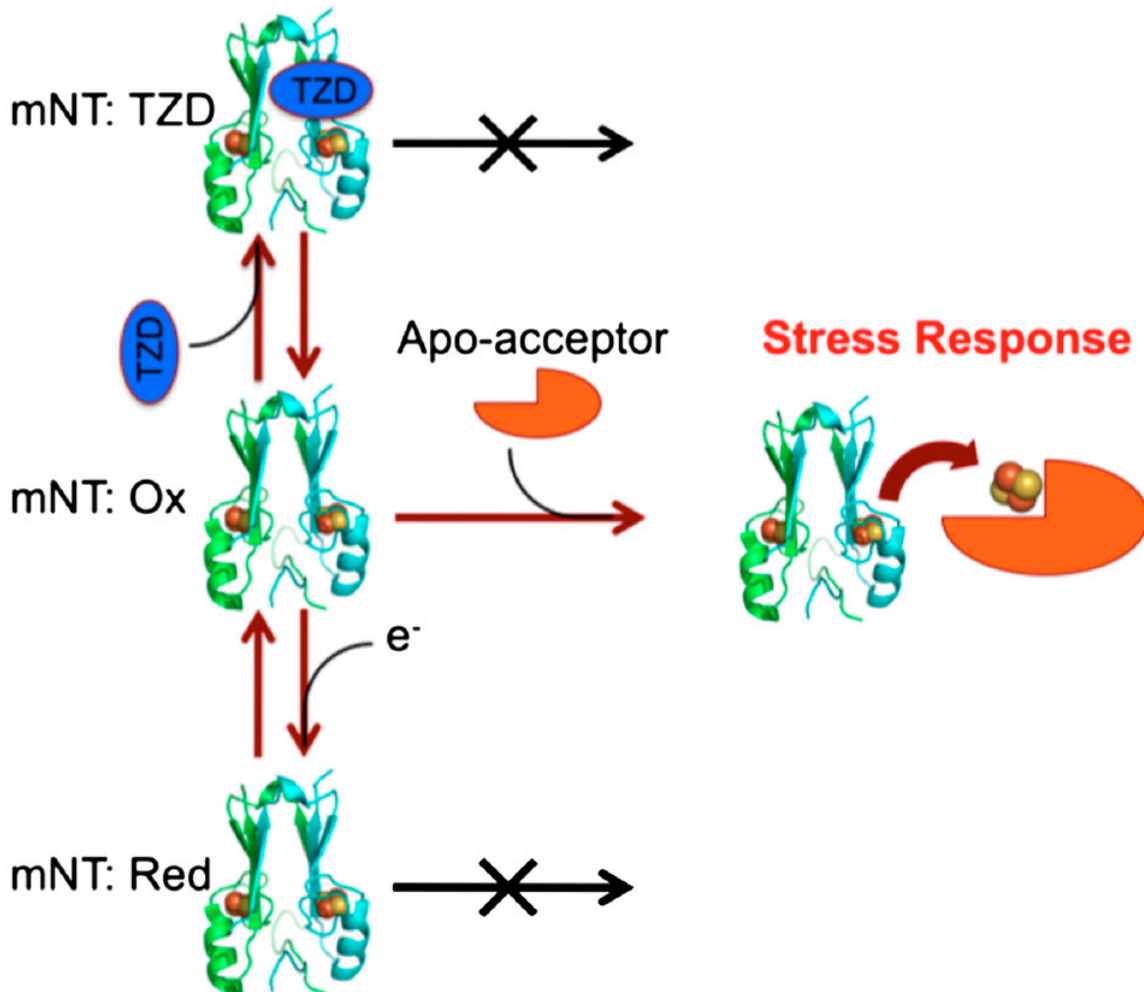 TZD
mNT: TZD
TZD
Apo-acceptor
Stress Response
mNT: Ox
e-
mNT: Red